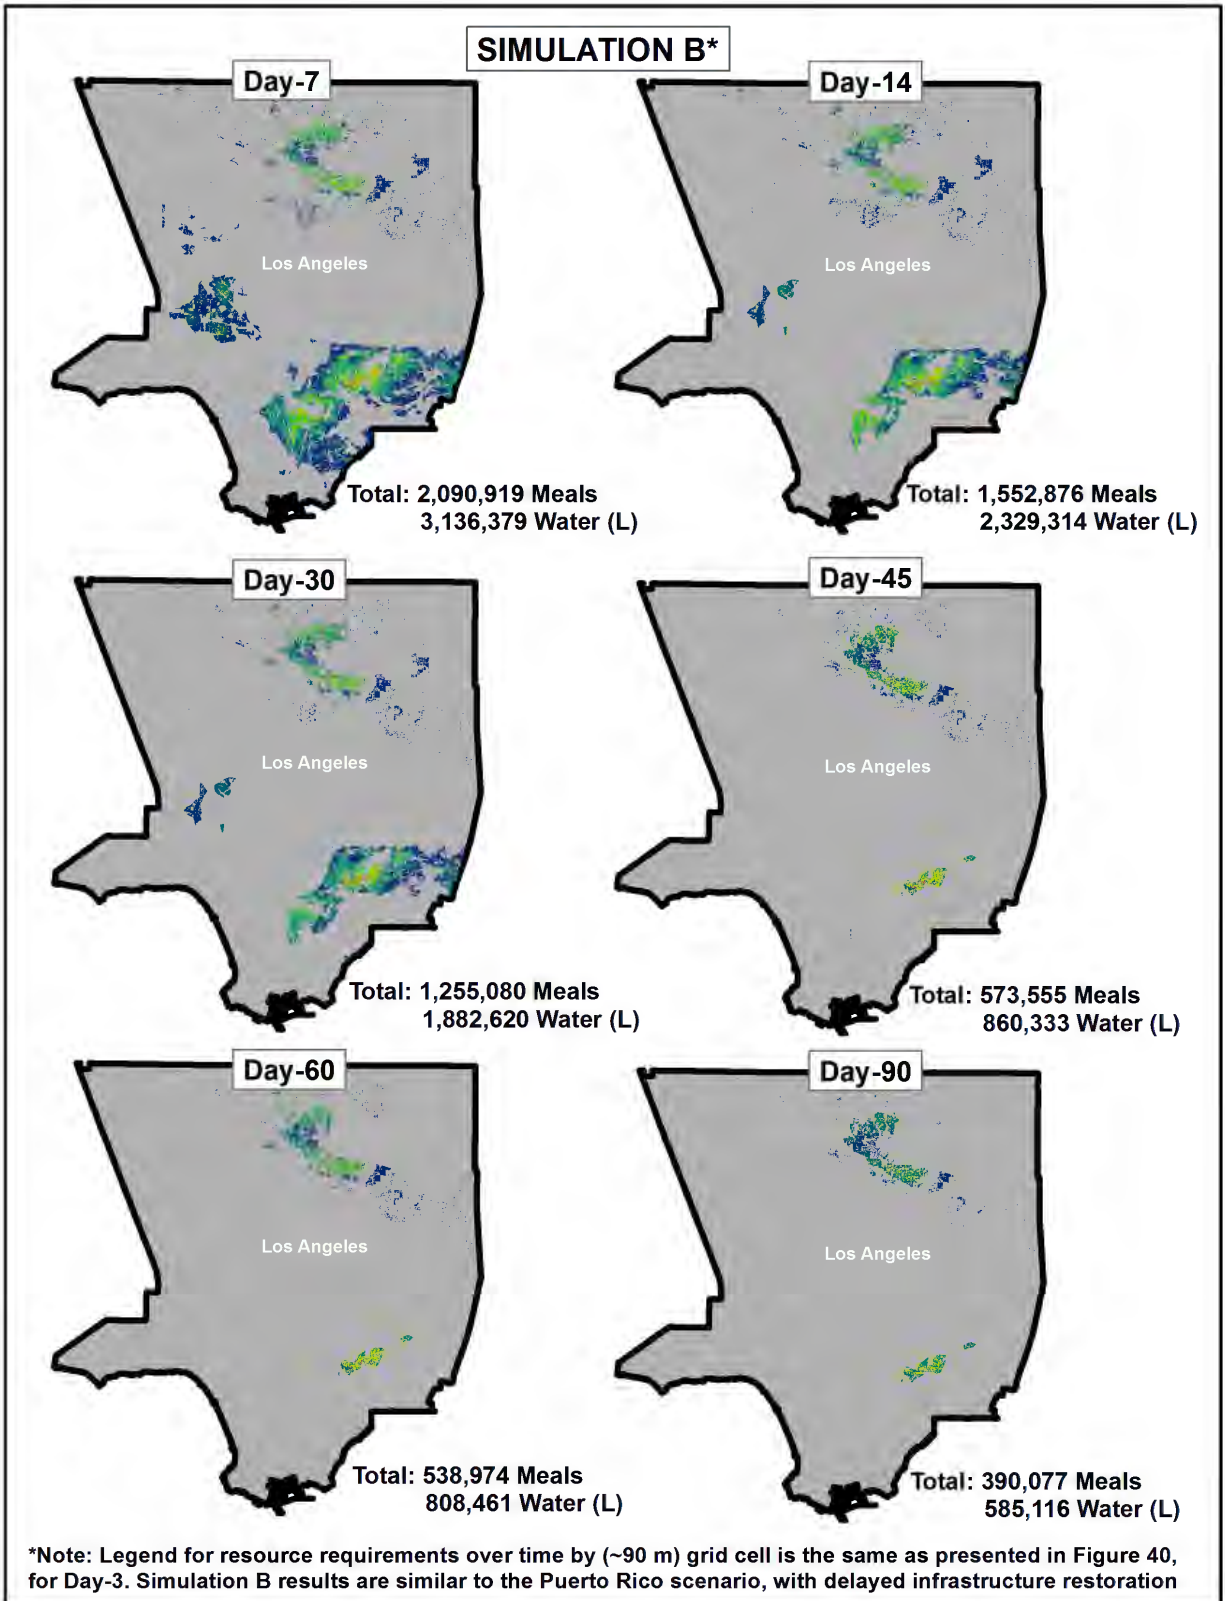 SIMULATION B*
Day-7
Los Angeles
Total: 2,090,919 Meals
3,136,379 Water (L)
Day-14
Los Angeles
Total: 1,552,876 Meals
2,329,314 Water (L)
Day-30
Los Angeles
Total: 1,255,080 Meals
1,882,620 Water (L)
Day-45
Los Angeles
Total: 573,555 Meals
860,333 Water (L)
Day-60
Los Angeles
Total: 538,974 Meals
808,461 Water (L)
Day-90
Los Angeles
Total: 390,077 Meals
585,116 Water (L)
*Note: Legend for resource requirements over time by (~90 m) grid cell is the same as presented in Figure 40,
for Day-3. Simulation B results are similar to the Puerto Rico scenario, with delayed infrastructure restoration